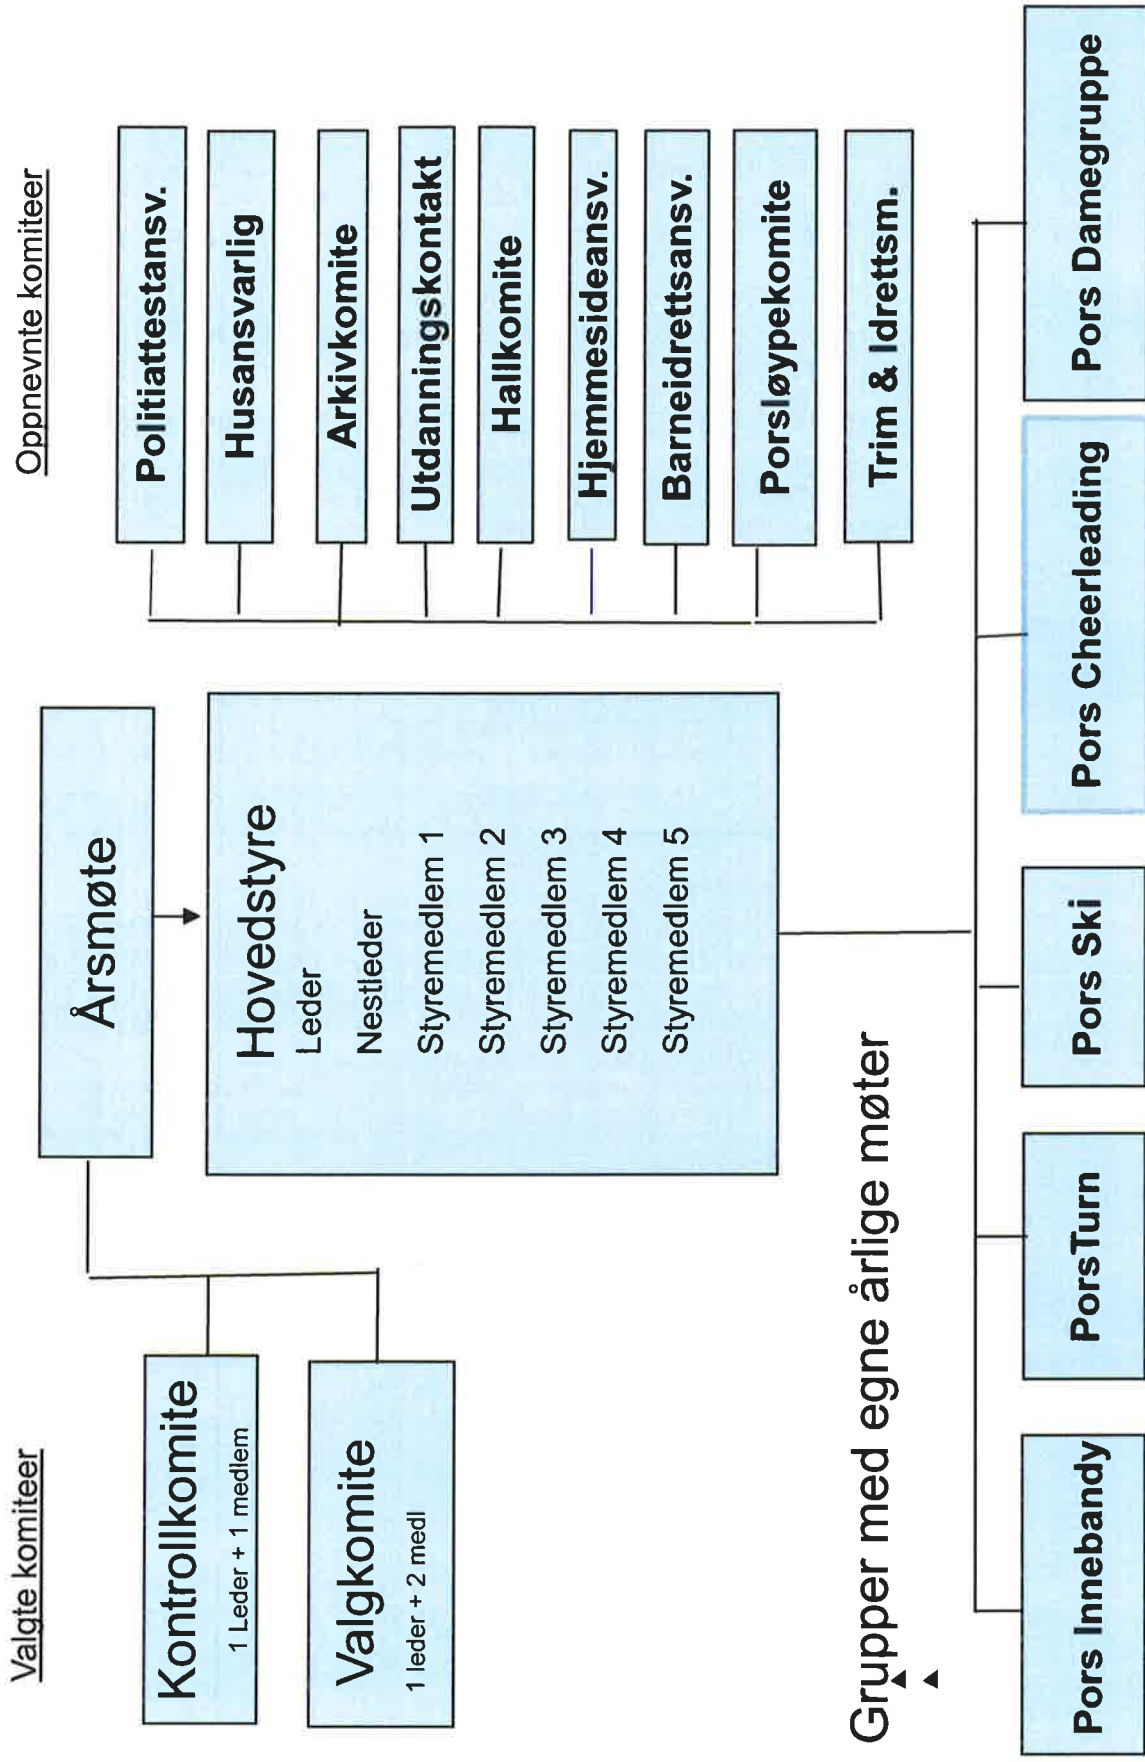 Valgte komiteer
Oppnevnte komiteer
Årsmøte
Kontrollkomite
1 Leder + 1 medlem
Valgkomite
1 leder + 2 medl
Hovedstyre
Leder
Nestleder
Styremedlem 1
Styremedlem 2
Styremedlem 3
Styremedlem 4
Styremedlem 5
Politiattestansv.
Husansvarlig
Arkivkomite
Utdanningskontakt
Hallkomite
Hjemmesideansv.
Barneidrettsansv.
Porsløypekomite
Trim & Idrettsm.
Grupper med egne årlige møter
Pors Innebandy
PorsTurn
Pors Ski
Pors Cheerleading
Pors Damegruppe